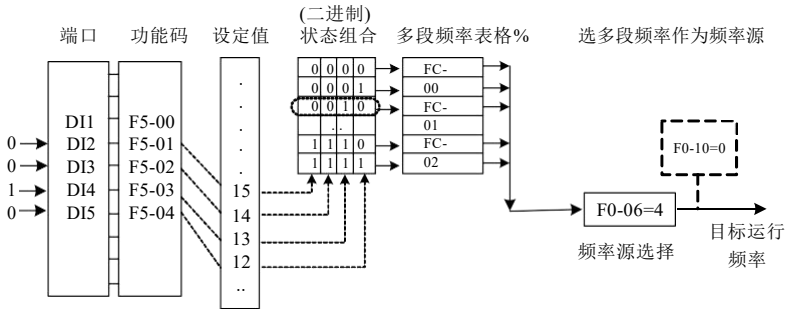 (二进制)
端口 功能码 设定值 状态组合 多段频率表格% 选多段频率作为频率源
0 0 0 0 FC-
. 0 0 0 1 00
. 0 0 1 0 FC-
DI1 F5-00 . .. 01
0 DI2 F5-01 . 1 1 1 0 FC-
0 DI3 F5-02 . 1 1 1 1 02
F0-10=0
1 DI4 F5-03 15
0 DI5 F5-04 14
13
12
..
F0-06=4
频率源选择
目标运行
频率